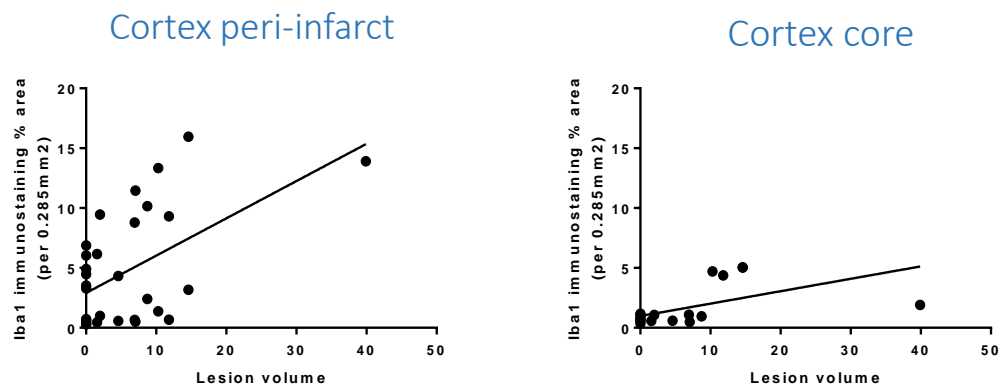 Cortex peri-infarct
Iba1 immunostaining % area
(per 0.285mm2)
20
15
10
5
0
0 10 20 30 40 50
Lesion volume
Cortex core
Iba1 immunostaining % area
(per 0.285mm2)
20
15
10
5
0
0 10 20 30 40 50
Lesion volume